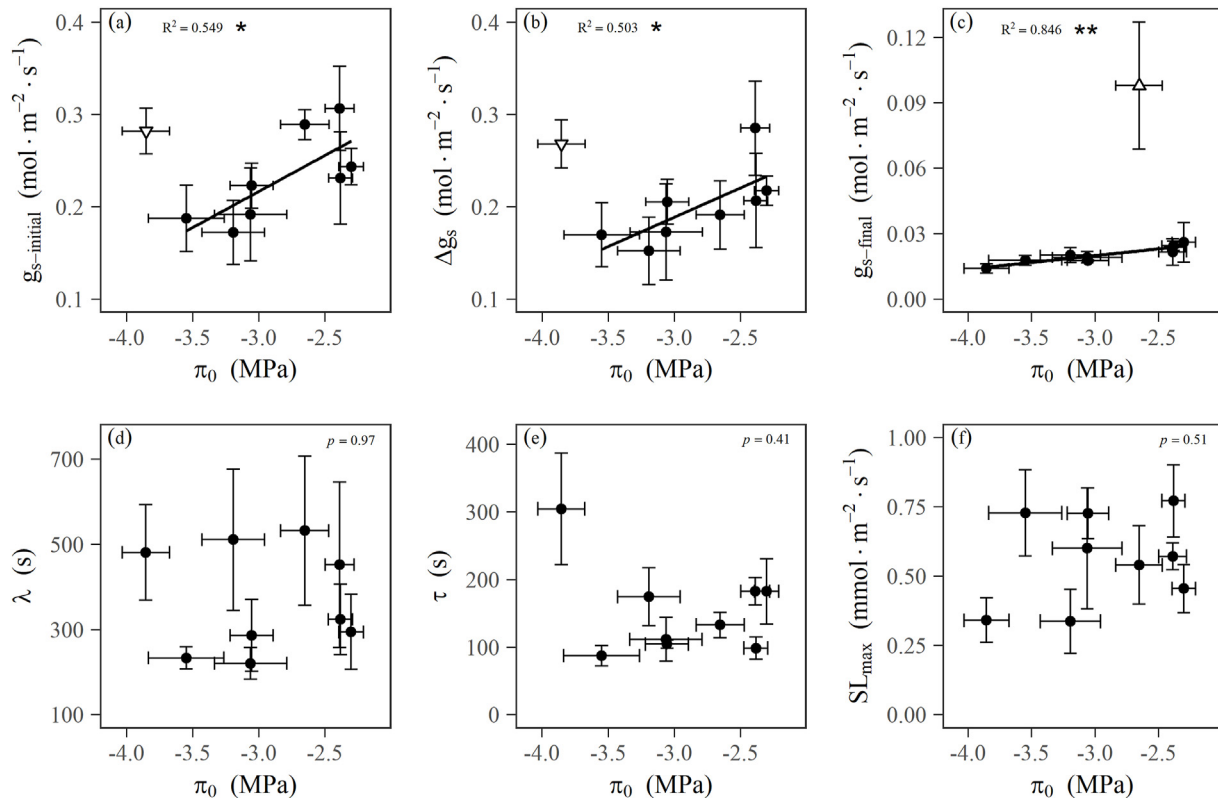 (a) R² = 0.549 *
0.4
0.3
0.2
0.1
g_s−initial (mol · m⁻² · s⁻¹)
-4.0 -3.5 -3.0 -2.5
π₀ (MPa)
(b) R² = 0.503 *
0.4
0.3
0.2
0.1
Δg_s (mol · m⁻² · s⁻¹)
-4.0 -3.5 -3.0 -2.5
π₀ (MPa)
(c) R² = 0.846 **
0.12
0.09
0.06
0.03
0.00
g_s−final (mol · m⁻² · s⁻¹)
-4.0 -3.5 -3.0 -2.5
π₀ (MPa)
(d) p = 0.97
700
500
300
100
λ (s)
-4.0 -3.5 -3.0 -2.5
π₀ (MPa)
(e) p = 0.41
400
300
200
100
0
τ (s)
-4.0 -3.5 -3.0 -2.5
π₀ (MPa)
(f) p = 0.51
1.00
0.75
0.50
0.25
0.00
SL_max (mmol · m⁻² · s⁻¹)
-4.0 -3.5 -3.0 -2.5
π₀ (MPa)